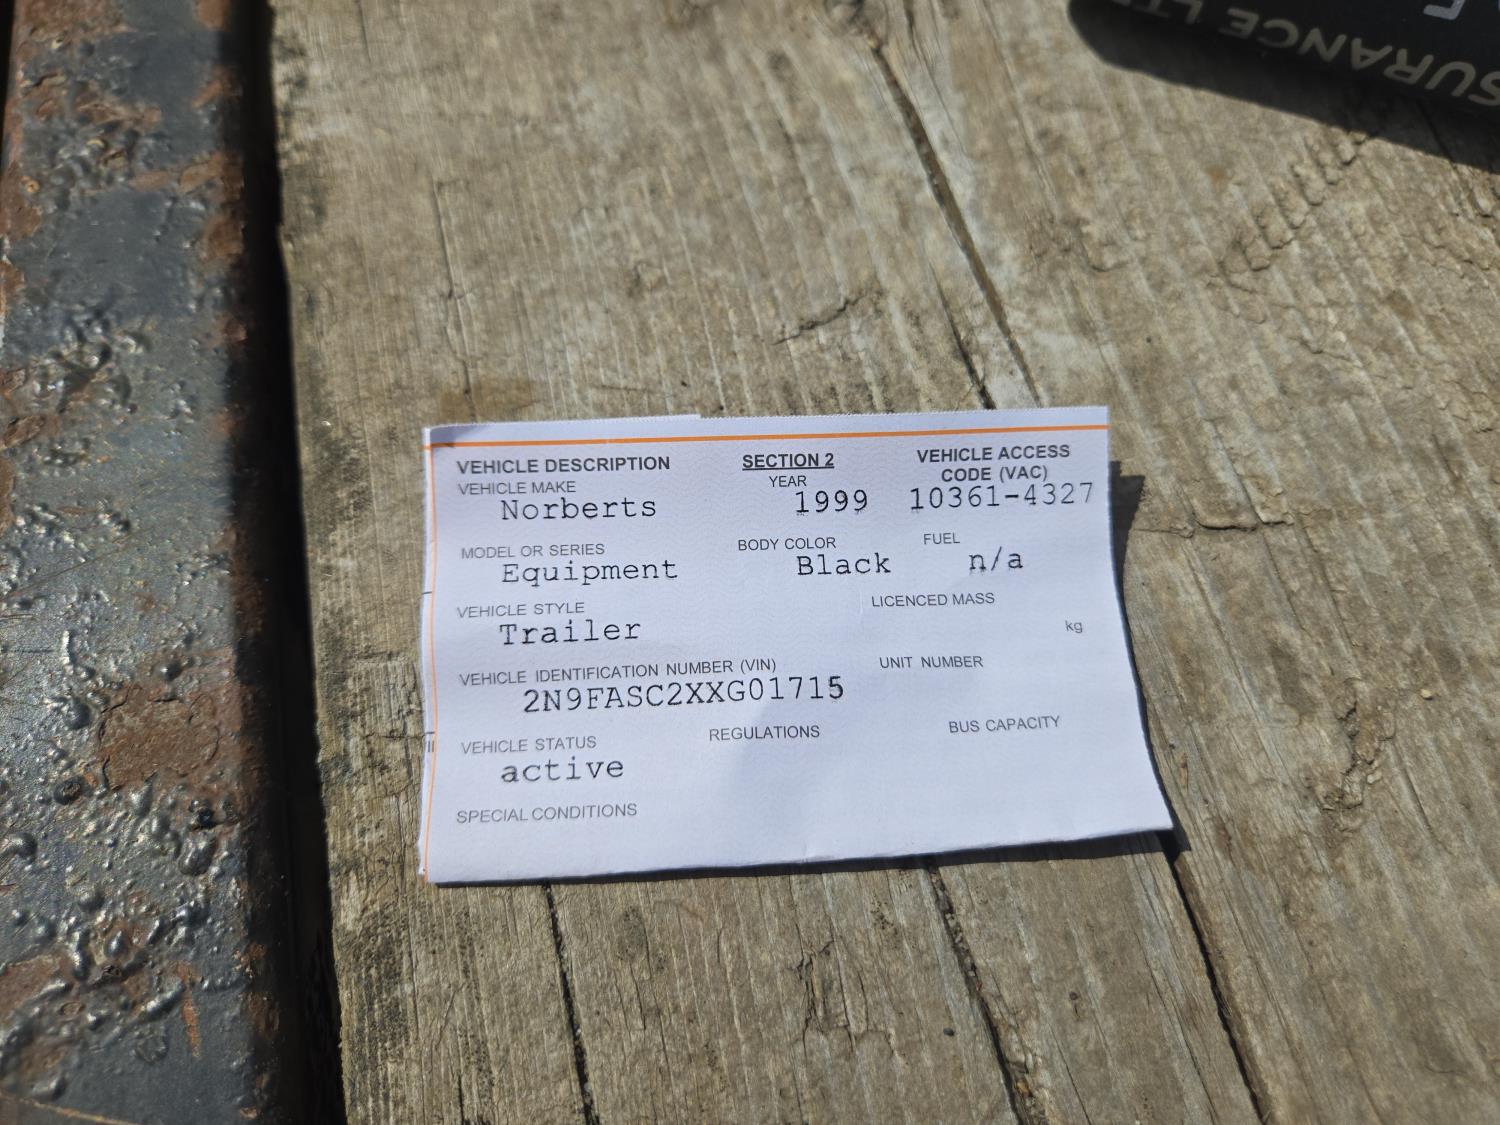 SURANCE LT
VEHICLE DESCRIPTION SECTION 2 VEHICLE ACCESS
CODE (VAC)
VEHICLE MAKE YEAR
Norberts 1999 10361-4327
MODEL OR SERIES BODY COLOR FUEL
Equipment Black n/a
VEHICLE STYLE LICENCED MASS
Trailer kg
VEHICLE IDENTIFICATION NUMBER (VIN) UNIT NUMBER
2N9FASC2XXG01715
VEHICLE STATUS REGULATIONS BUS CAPACITY
active
SPECIAL CONDITIONS